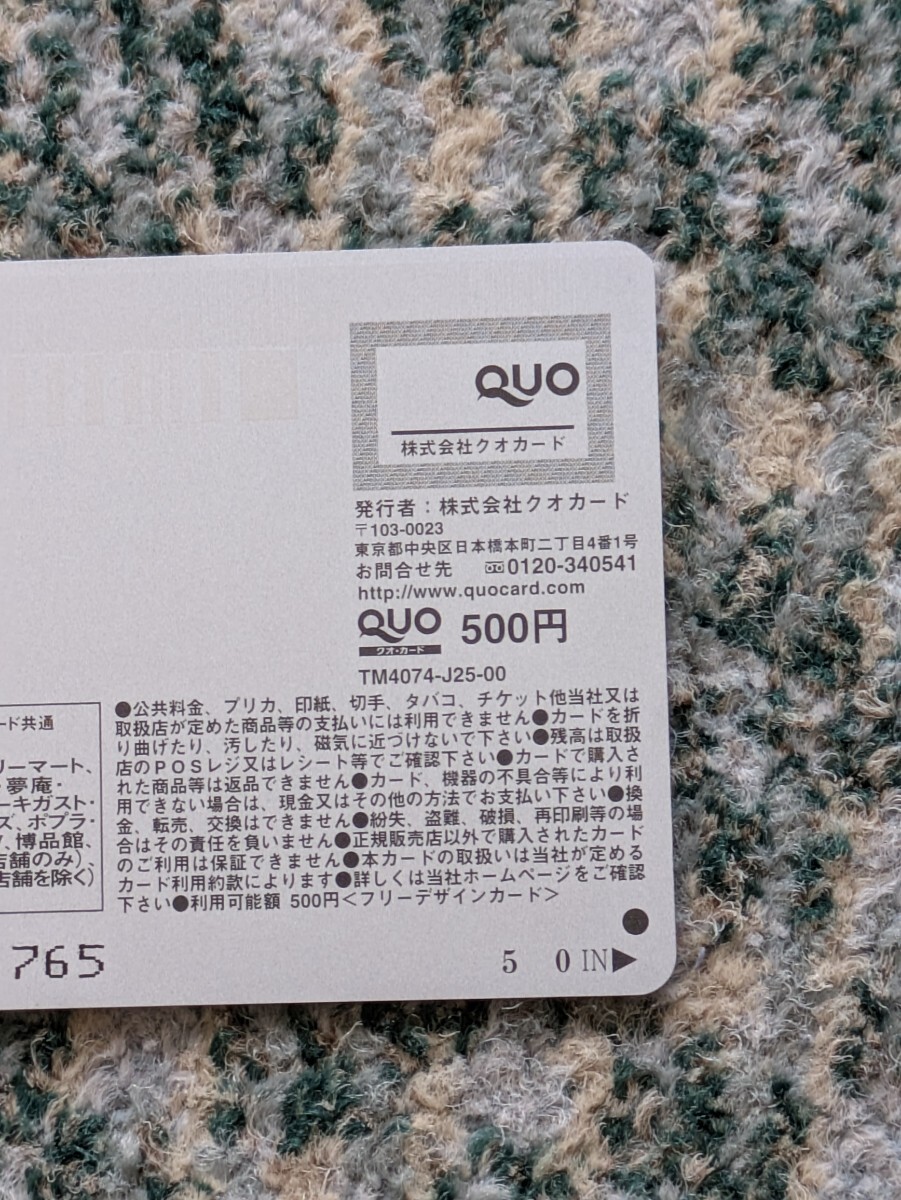 QUO
株式会社クオカード
発行者：株式会社クオカード
〒103-0023
東京都中央区日本橋本町二丁目4番1号
お問合せ先 0120-340541
http://www.quocard.com
QUO 500円
クオ・カード
TM4074-J25-00
●公共料金、プリカ、印紙、切手、タバコ、チケット他当社又は
取扱店が定めた商品等の支払いには利用できません●カードを折
り曲げたり、汚したり、磁気に近づけないで下さい●残高は取扱
店のPOSレジ又はレシート等でご確認下さい●カードで購入さ
れた商品等は返品できません●カード、機器の不具合等により利
用できない場合は、現金又はその他の方法でお支払い下さい●換
金、転売、交換はできません●紛失、盗難、破損、再印刷等の場
合はその責任を負いません●正規販売店以外で購入されたカード
のご利用は保証できません●本カードの取扱いは当社が定める
カード利用約款によります●詳しくは当社ホームページをご確認
下さい●利用可能額 500円<フリーデザインカード>
ード共通
リーマート、
・夢庵・
ーキガスト・
ズ、ポプラ・
、博品館、
店舗のみ)、
店舗を除く)
765
5 0 IN▶